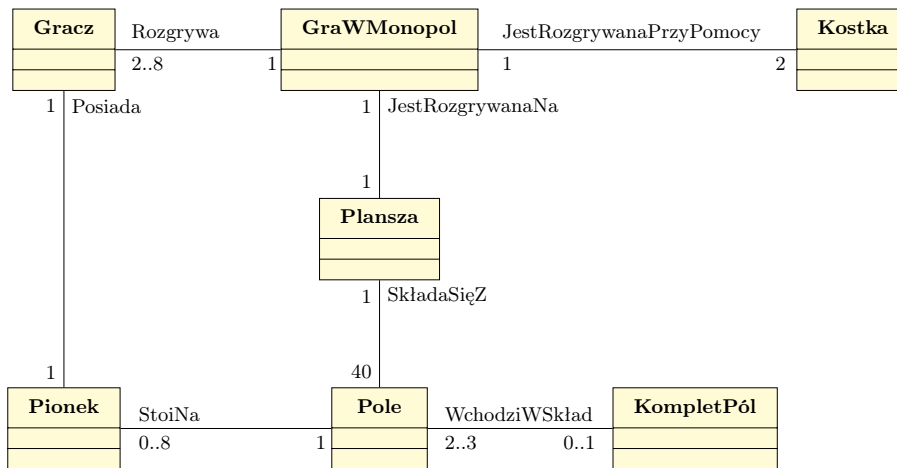 Gracz Rozgrywa GraWMonopol JestRozgrywanaPrzyPomocy Kostka
2..8 1 1 2
1 Posiada 1 JestRozgrywanaNa
1
Plansza
1 SkładaSięZ
1 40
Pionek StoiNa Pole WchodziWSkład KompletPól
0..8 1 2..3 0..1